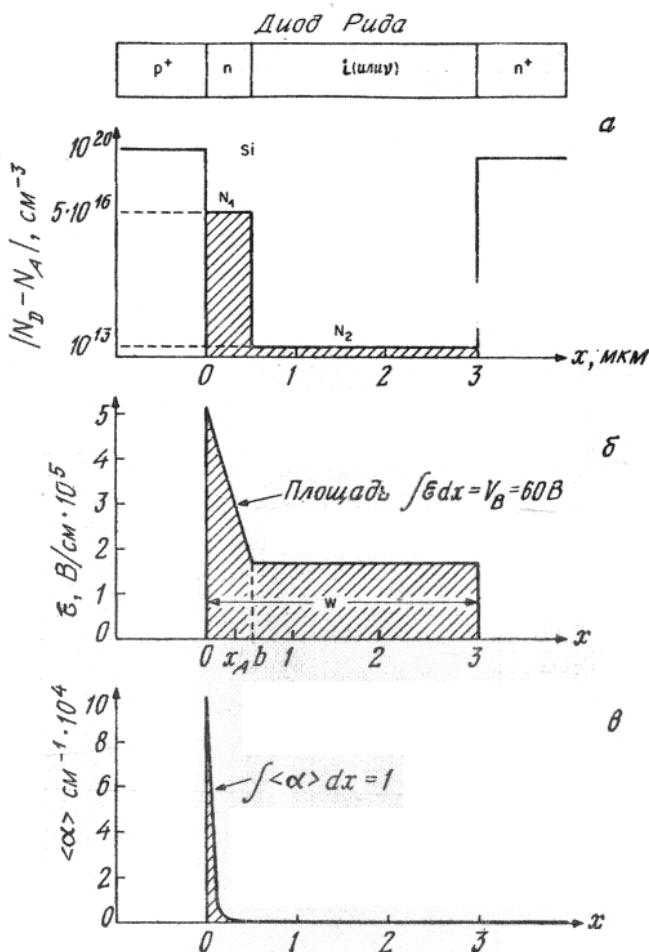 Диод Рида
p⁺ n i(или ν) n⁺
а
|N_D−N_A|, см⁻³
10²⁰
Si
5·10¹⁶
N₁
10¹³
N₂
0 1 2 3
x, мкм
б
ℰ, В/см·10⁵
5
4
3
2
1
0
Площадь ∫ℰdx=V_B=60В
w
0 x_A b 1 2 3
x
в
<α> см⁻¹·10⁴
10
8
6
4
2
0
∫<α>dx=1
0 1 2 3
x